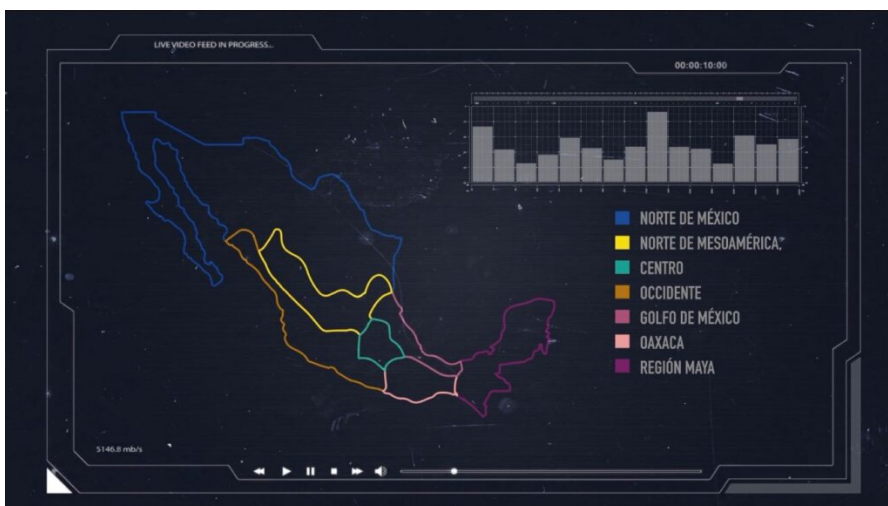 LIVE VIDEO FEED IN PROGRESS...
00:00:10:00
NORTE DE MÉXICO
NORTE DE MESOAMÉRICA
CENTRO
OCCIDENTE
GOLFO DE MÉXICO
OAXACA
REGIÓN MAYA
5146.8 mb/s